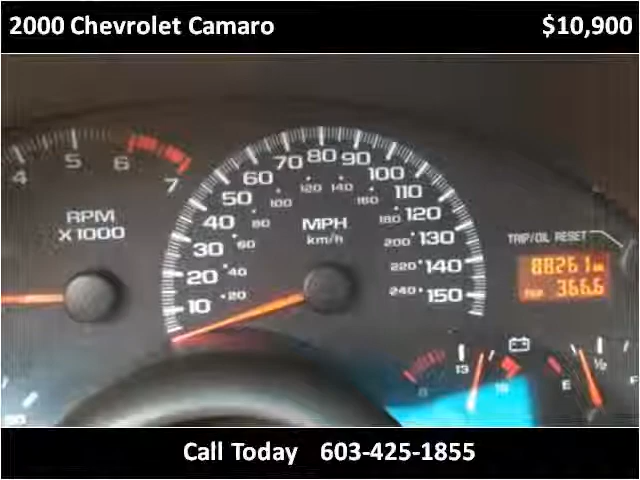 2000 Chevrolet Camaro $10,900
4 5 6 7
RPM
X1000
10 20 30 40 50 60 70 80 90 100 110 120 130 140 150
20 40 60 80 100 120 140 160 180 200 220 240
MPH
km/h
TRIP/OIL RESET
88261
366.6
13
19
E 1/2 F
Call Today 603-425-1855